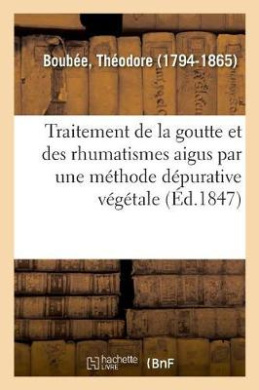 Boubée, Théodore (1794-1865)
Traitement de la goutte et des rhumatismes aigus par une méthode dépurative végétale (Éd.1847)
hachette
LIVRE
{BnF